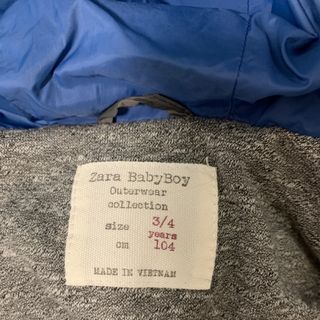 Zara BabyBoy
Outerwear
collection
size 3/4
years
cm 104
MADE IN VIETNAM